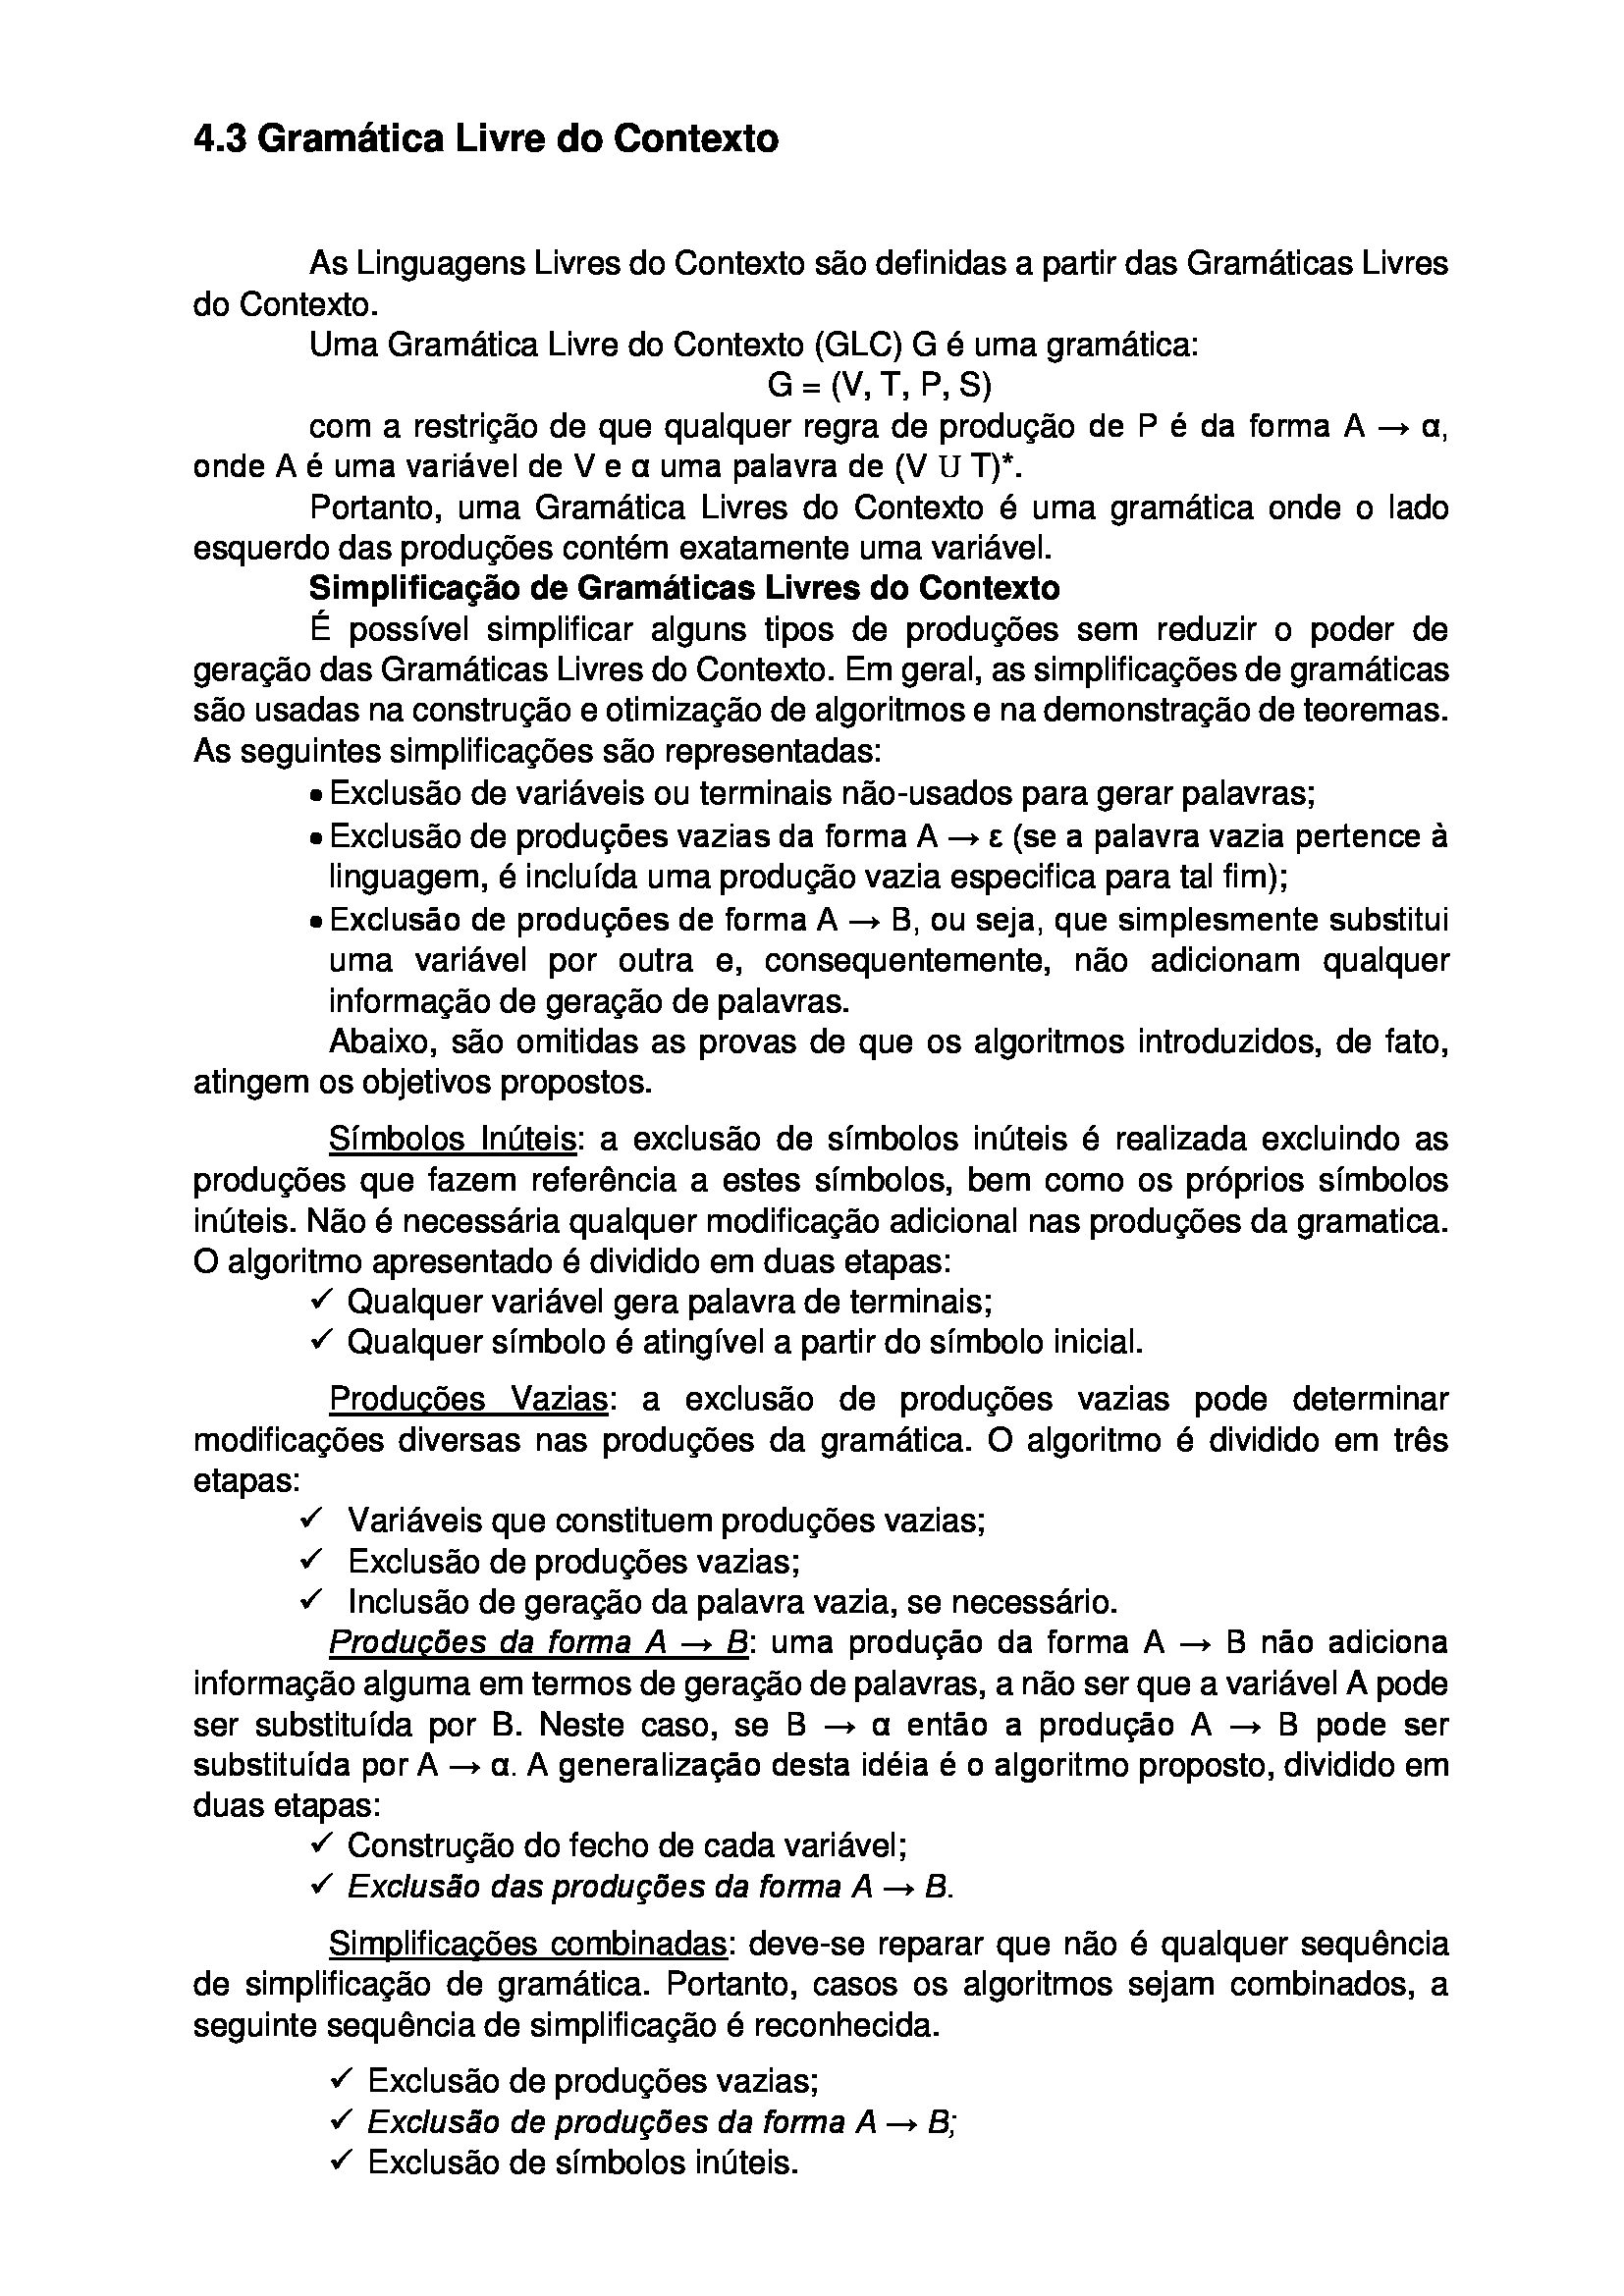 4.3 Gramática Livre do Contexto
As Linguagens Livres do Contexto são definidas a partir das Gramáticas Livres
do Contexto.
Uma Gramática Livre do Contexto (GLC) G é uma gramática:
G = (V, T, P, S)
com a restrição de que qualquer regra de produção de P é da forma A → α,
onde A é uma variável de V e α uma palavra de (V U T)*.
Portanto, uma Gramática Livres do Contexto é uma gramática onde o lado
esquerdo das produções contém exatamente uma variável.
Simplificação de Gramáticas Livres do Contexto
É possível simplificar alguns tipos de produções sem reduzir o poder de
geração das Gramáticas Livres do Contexto. Em geral, as simplificações de gramáticas
são usadas na construção e otimização de algoritmos e na demonstração de teoremas.
As seguintes simplificações são representadas:
• Exclusão de variáveis ou terminais não-usados para gerar palavras;
• Exclusão de produções vazias da forma A → ε (se a palavra vazia pertence à
linguagem, é incluída uma produção vazia especifica para tal fim);
• Exclusão de produções de forma A → B, ou seja, que simplesmente substitui
uma variável por outra e, consequentemente, não adicionam qualquer
informação de geração de palavras.
Abaixo, são omitidas as provas de que os algoritmos introduzidos, de fato,
atingem os objetivos propostos.
Símbolos Inúteis: a exclusão de símbolos inúteis é realizada excluindo as
produções que fazem referência a estes símbolos, bem como os próprios símbolos
inúteis. Não é necessária qualquer modificação adicional nas produções da gramatica.
O algoritmo apresentado é dividido em duas etapas:
✓ Qualquer variável gera palavra de terminais;
✓ Qualquer símbolo é atingível a partir do símbolo inicial.
Produções Vazias: a exclusão de produções vazias pode determinar
modificações diversas nas produções da gramática. O algoritmo é dividido em três
etapas:
✓ Variáveis que constituem produções vazias;
✓ Exclusão de produções vazias;
✓ Inclusão de geração da palavra vazia, se necessário.
Produções da forma A → B: uma produção da forma A → B não adiciona
informação alguma em termos de geração de palavras, a não ser que a variável A pode
ser substituída por B. Neste caso, se B → α então a produção A → B pode ser
substituída por A → α. A generalização desta idéia é o algoritmo proposto, dividido em
duas etapas:
✓ Construção do fecho de cada variável;
✓ Exclusão das produções da forma A → B.
Simplificações combinadas: deve-se reparar que não é qualquer sequência
de simplificação de gramática. Portanto, casos os algoritmos sejam combinados, a
seguinte sequência de simplificação é reconhecida.
✓ Exclusão de produções vazias;
✓ Exclusão de produções da forma A → B;
✓ Exclusão de símbolos inúteis.